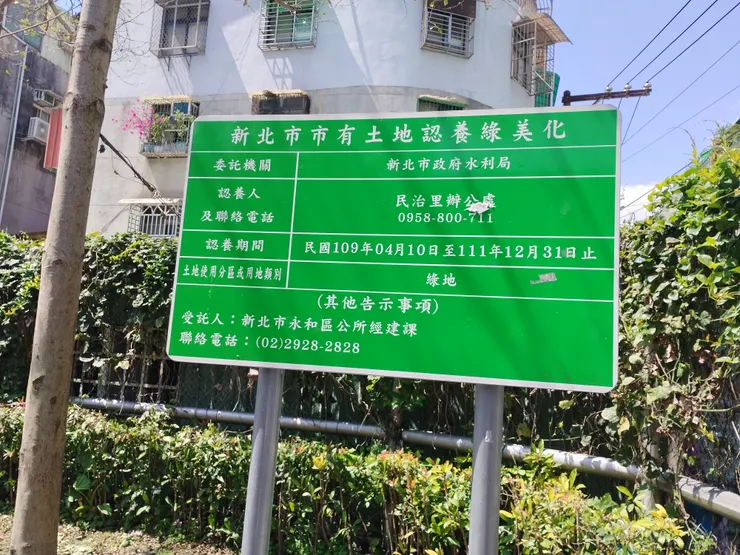 新北市市有土地認養綠美化
委託機關 新北市政府水利局
認養人 民治里辦公處
及聯絡電話 0958-800-711
認養期間 民國109年04月10日至111年12月31日止
土地使用分區或用地類別 綠地
(其他告示事項)
受託人：新北市永和區公所經建課
聯絡電話：(02)2928-2828